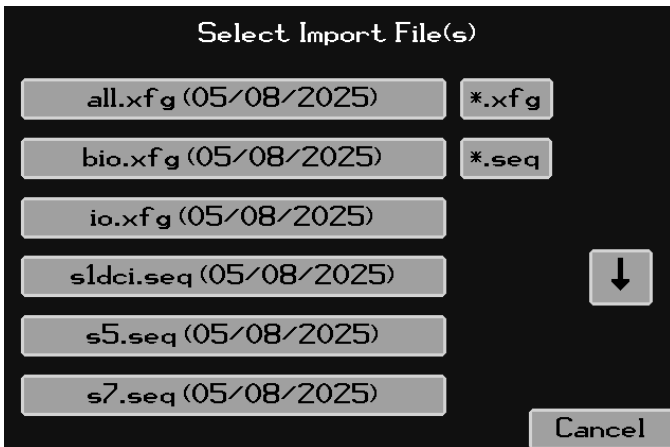 Select Import File(s)
all.xfg (05/08/2025) *.xfg
bio.xfg (05/08/2025) *.seq
io.xfg (05/08/2025)
s1dci.seq (05/08/2025)
s5.seq (05/08/2025)
s7.seq (05/08/2025)
Cancel